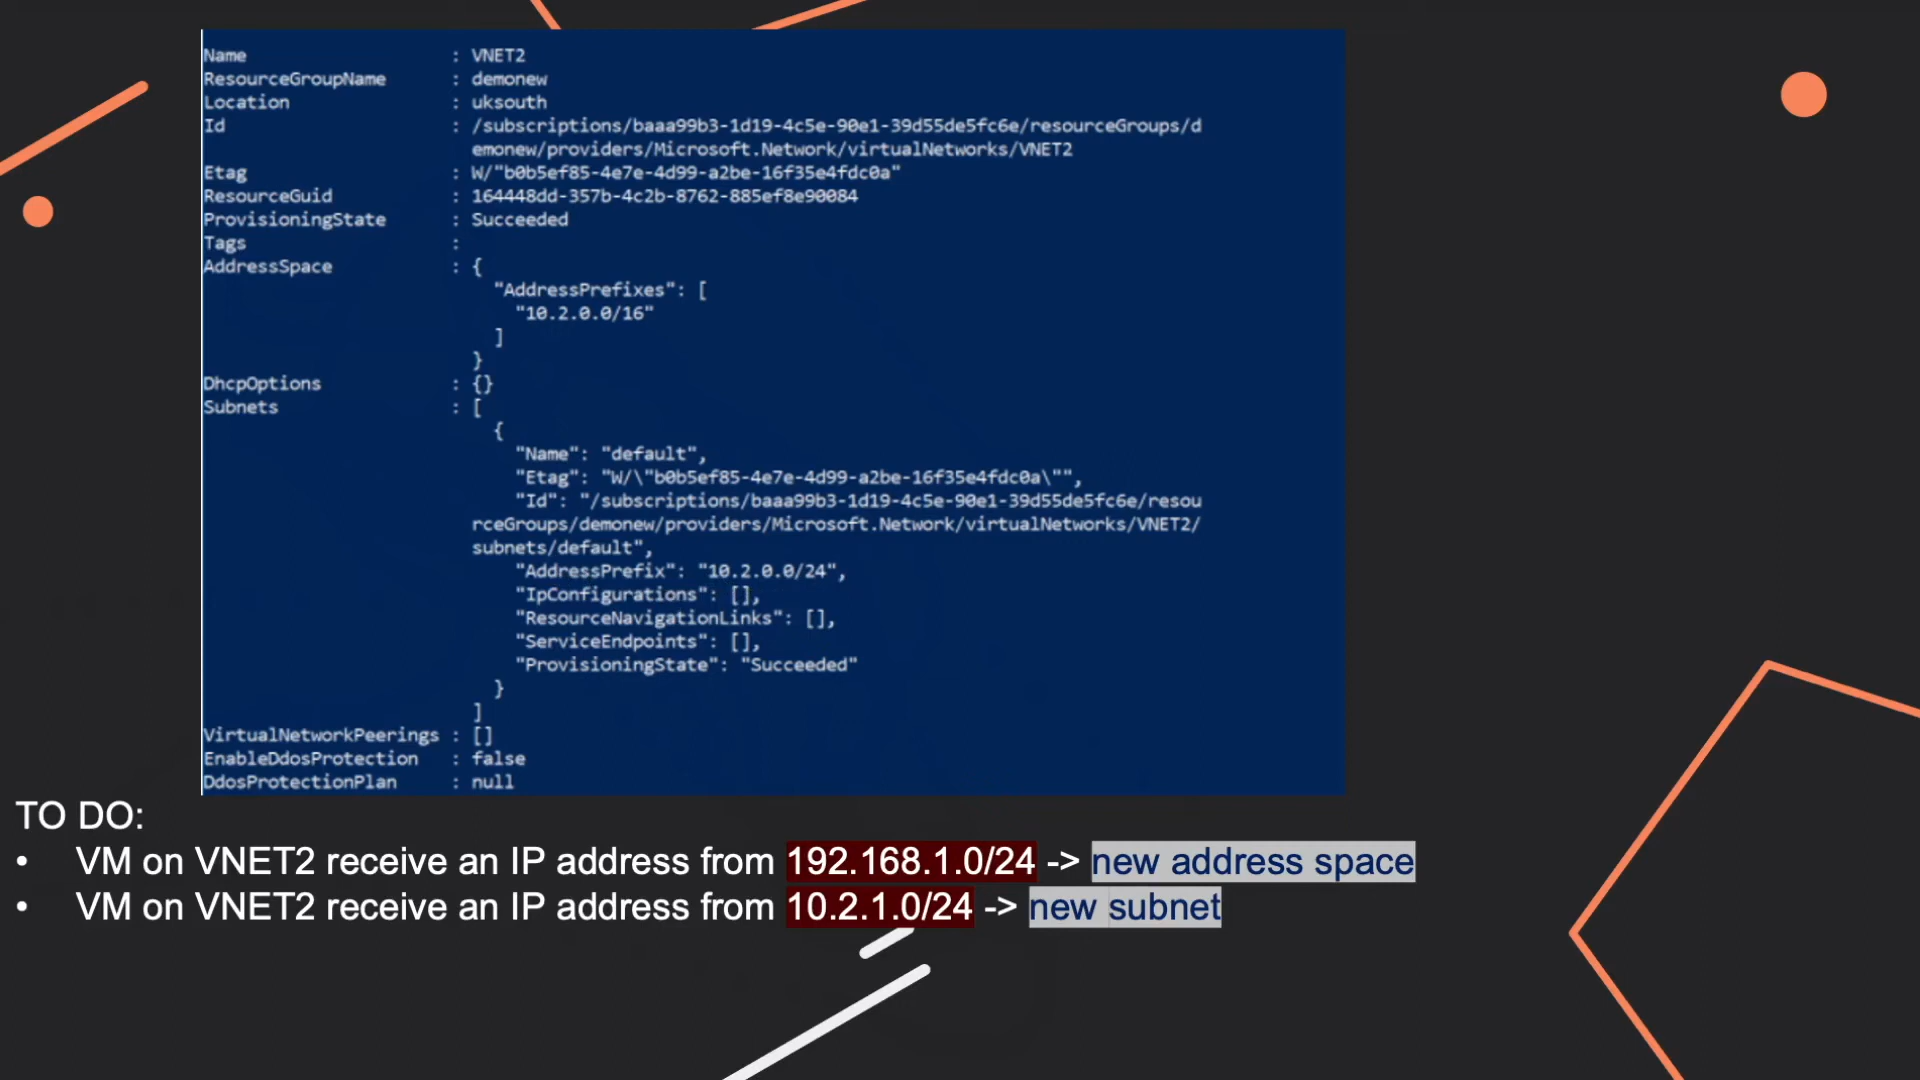 Name : VNET2
ResourceGroupName : demonew
Location : uksouth
Id : /subscriptions/baaa99b3-1d19-4c5e-90e1-39d55de5fc6e/resourceGroups/d
emonew/providers/Microsoft.Network/virtualNetworks/VNET2
Etag : W/"b0b5ef85-4e7e-4d99-a2be-16f35e4fdc0a"
ResourceGuid : 164448dd-357b-4c2b-8762-885ef8e90084
ProvisioningState : Succeeded
Tags :
AddressSpace : {
"AddressPrefixes": [
"10.2.0.0/16"
]
}
DhcpOptions : {}
Subnets : [
{
"Name": "default",
"Etag": "W/\"b0b5ef85-4e7e-4d99-a2be-16f35e4fdc0a\"",
"Id": "/subscriptions/baaa99b3-1d19-4c5e-90e1-39d55de5fc6e/resou
rceGroups/demonew/providers/Microsoft.Network/virtualNetworks/VNET2/
subnets/default",
"AddressPrefix": "10.2.0.0/24",
"IpConfigurations": [],
"ResourceNavigationLinks": [],
"ServiceEndpoints": [],
"ProvisioningState": "Succeeded"
}
]
VirtualNetworkPeerings : []
EnableDdosProtection : false
DdosProtectionPlan : null
TO DO:
• VM on VNET2 receive an IP address from 192.168.1.0/24 -> new address space
• VM on VNET2 receive an IP address from 10.2.1.0/24 -> new subnet